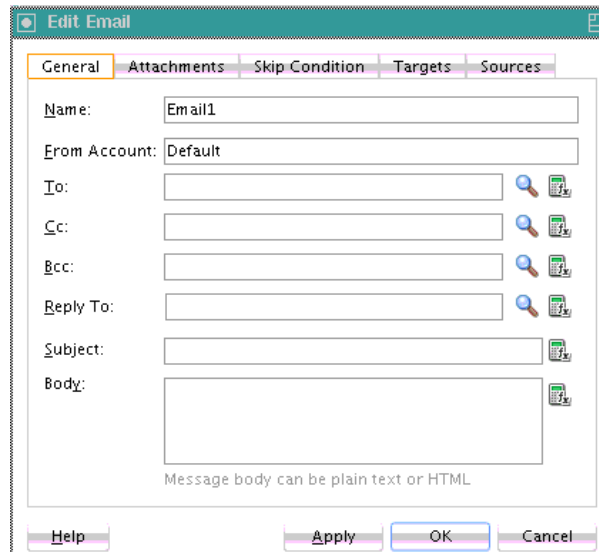 Edit Email
General Attachments Skip Condition Targets Sources
Name: Email1
From Account: Default
To:
Cc:
Bcc:
Reply To:
Subject:
Body:
Message body can be plain text or HTML
Help Apply OK Cancel